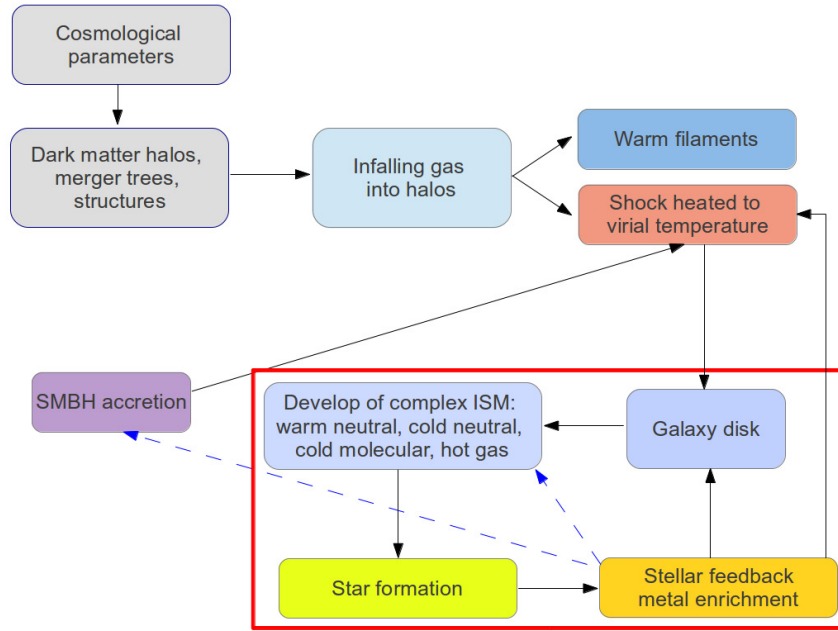 Cosmological
parameters
Dark matter halos,
merger trees,
structures
Infalling gas
into halos
Warm filaments
Shock heated to
virial temperature
SMBH accretion
Develop of complex ISM:
warm neutral, cold neutral,
cold molecular, hot gas
Galaxy disk
Star formation
Stellar feedback
metal enrichment